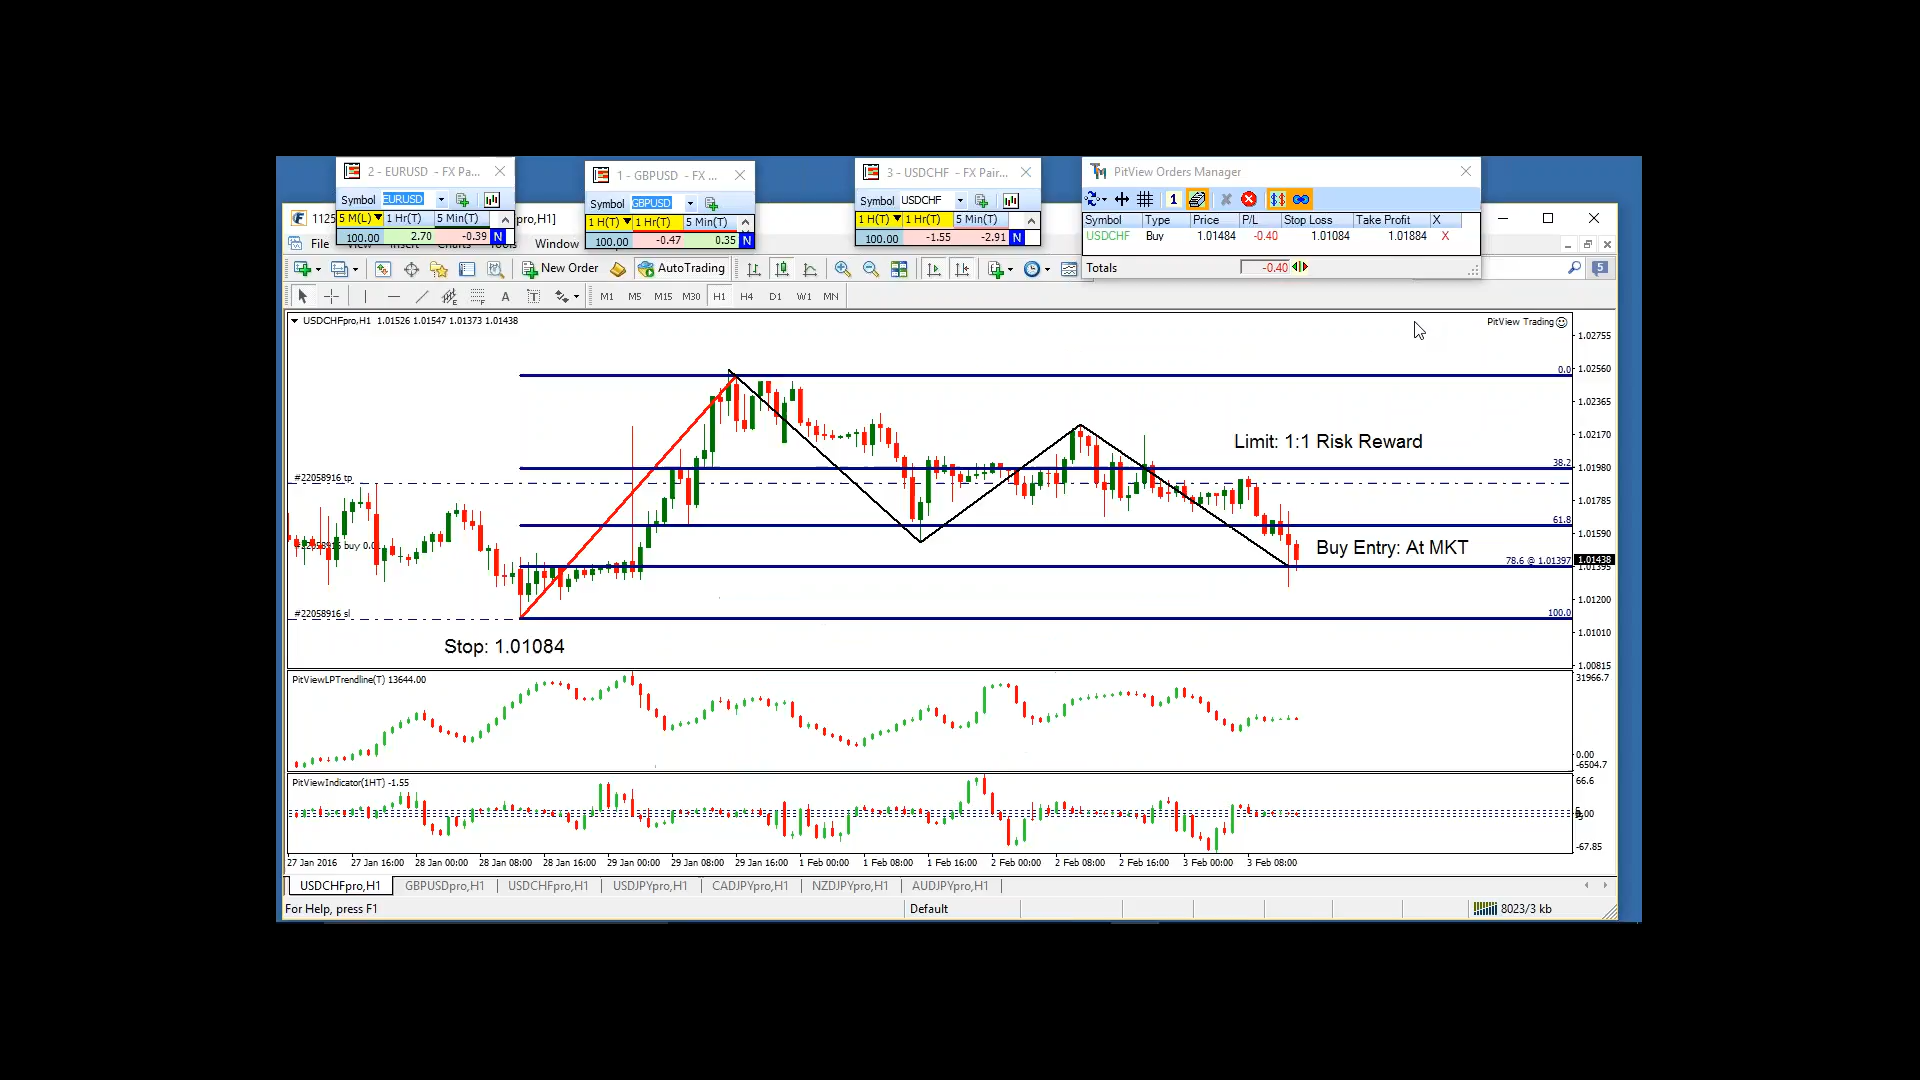 2 - EURUSD - FX Pa...
1 - GBPUSD - FX ...
3 - USDCHF - FX Pair...
PitView Orders Manager
Symbol EURUSD
Symbol GBPUSD
Symbol USDCHF
1
5 M(L) 1 Hr(T) 5 Min(T)
100.00 2.70 -0.39 N
1 H(T) 1 Hr(T) 5 Min(T)
100.00 -0.47 0.35 N
1 H(T) 1 Hr(T) 5 Min(T)
100.00 -1.55 -2.91 N
Symbol Type Price P/L Stop Loss Take Profit X
USDCHF Buy 1.01484 -0.40 1.01084 1.01884 X
Totals -0.40
1125
pro,H1]
File
Window
New Order
AutoTrading
5
M1 M5 M15 M30 H1 H4 D1 W1 MN
USDCHFpro,H1 1.01526 1.01547 1.01373 1.01438
PitView Trading
1.02755
1.02560
1.02365
1.02170
1.01980
1.01785
1.01590
1.01438
1.01395
1.01200
1.01010
1.00815
0.0
38.2
61.8
78.6 @ 1.01397
100.0
Limit: 1:1 Risk Reward
#22058916 tp
Buy Entry: At MKT
#22058916 sl
Stop: 1.01084
PitViewLPTrendline(T) 13644.00
31966.7
0.00
-6504.7
PitViewIndicator(1HT) -1.55
66.6
-67.85
27 Jan 2016 27 Jan 16:00 28 Jan 00:00 28 Jan 08:00 28 Jan 16:00 29 Jan 00:00 29 Jan 08:00 29 Jan 16:00 1 Feb 00:00 1 Feb 08:00 1 Feb 16:00 2 Feb 00:00 2 Feb 08:00 2 Feb 16:00 3 Feb 00:00 3 Feb 08:00
USDCHFpro,H1 GBPUSDpro,H1 USDCHFpro,H1 USDJPYpro,H1 CADJPYpro,H1 NZDJPYpro,H1 AUDJPYpro,H1
For Help, press F1
Default
8023/3 kb